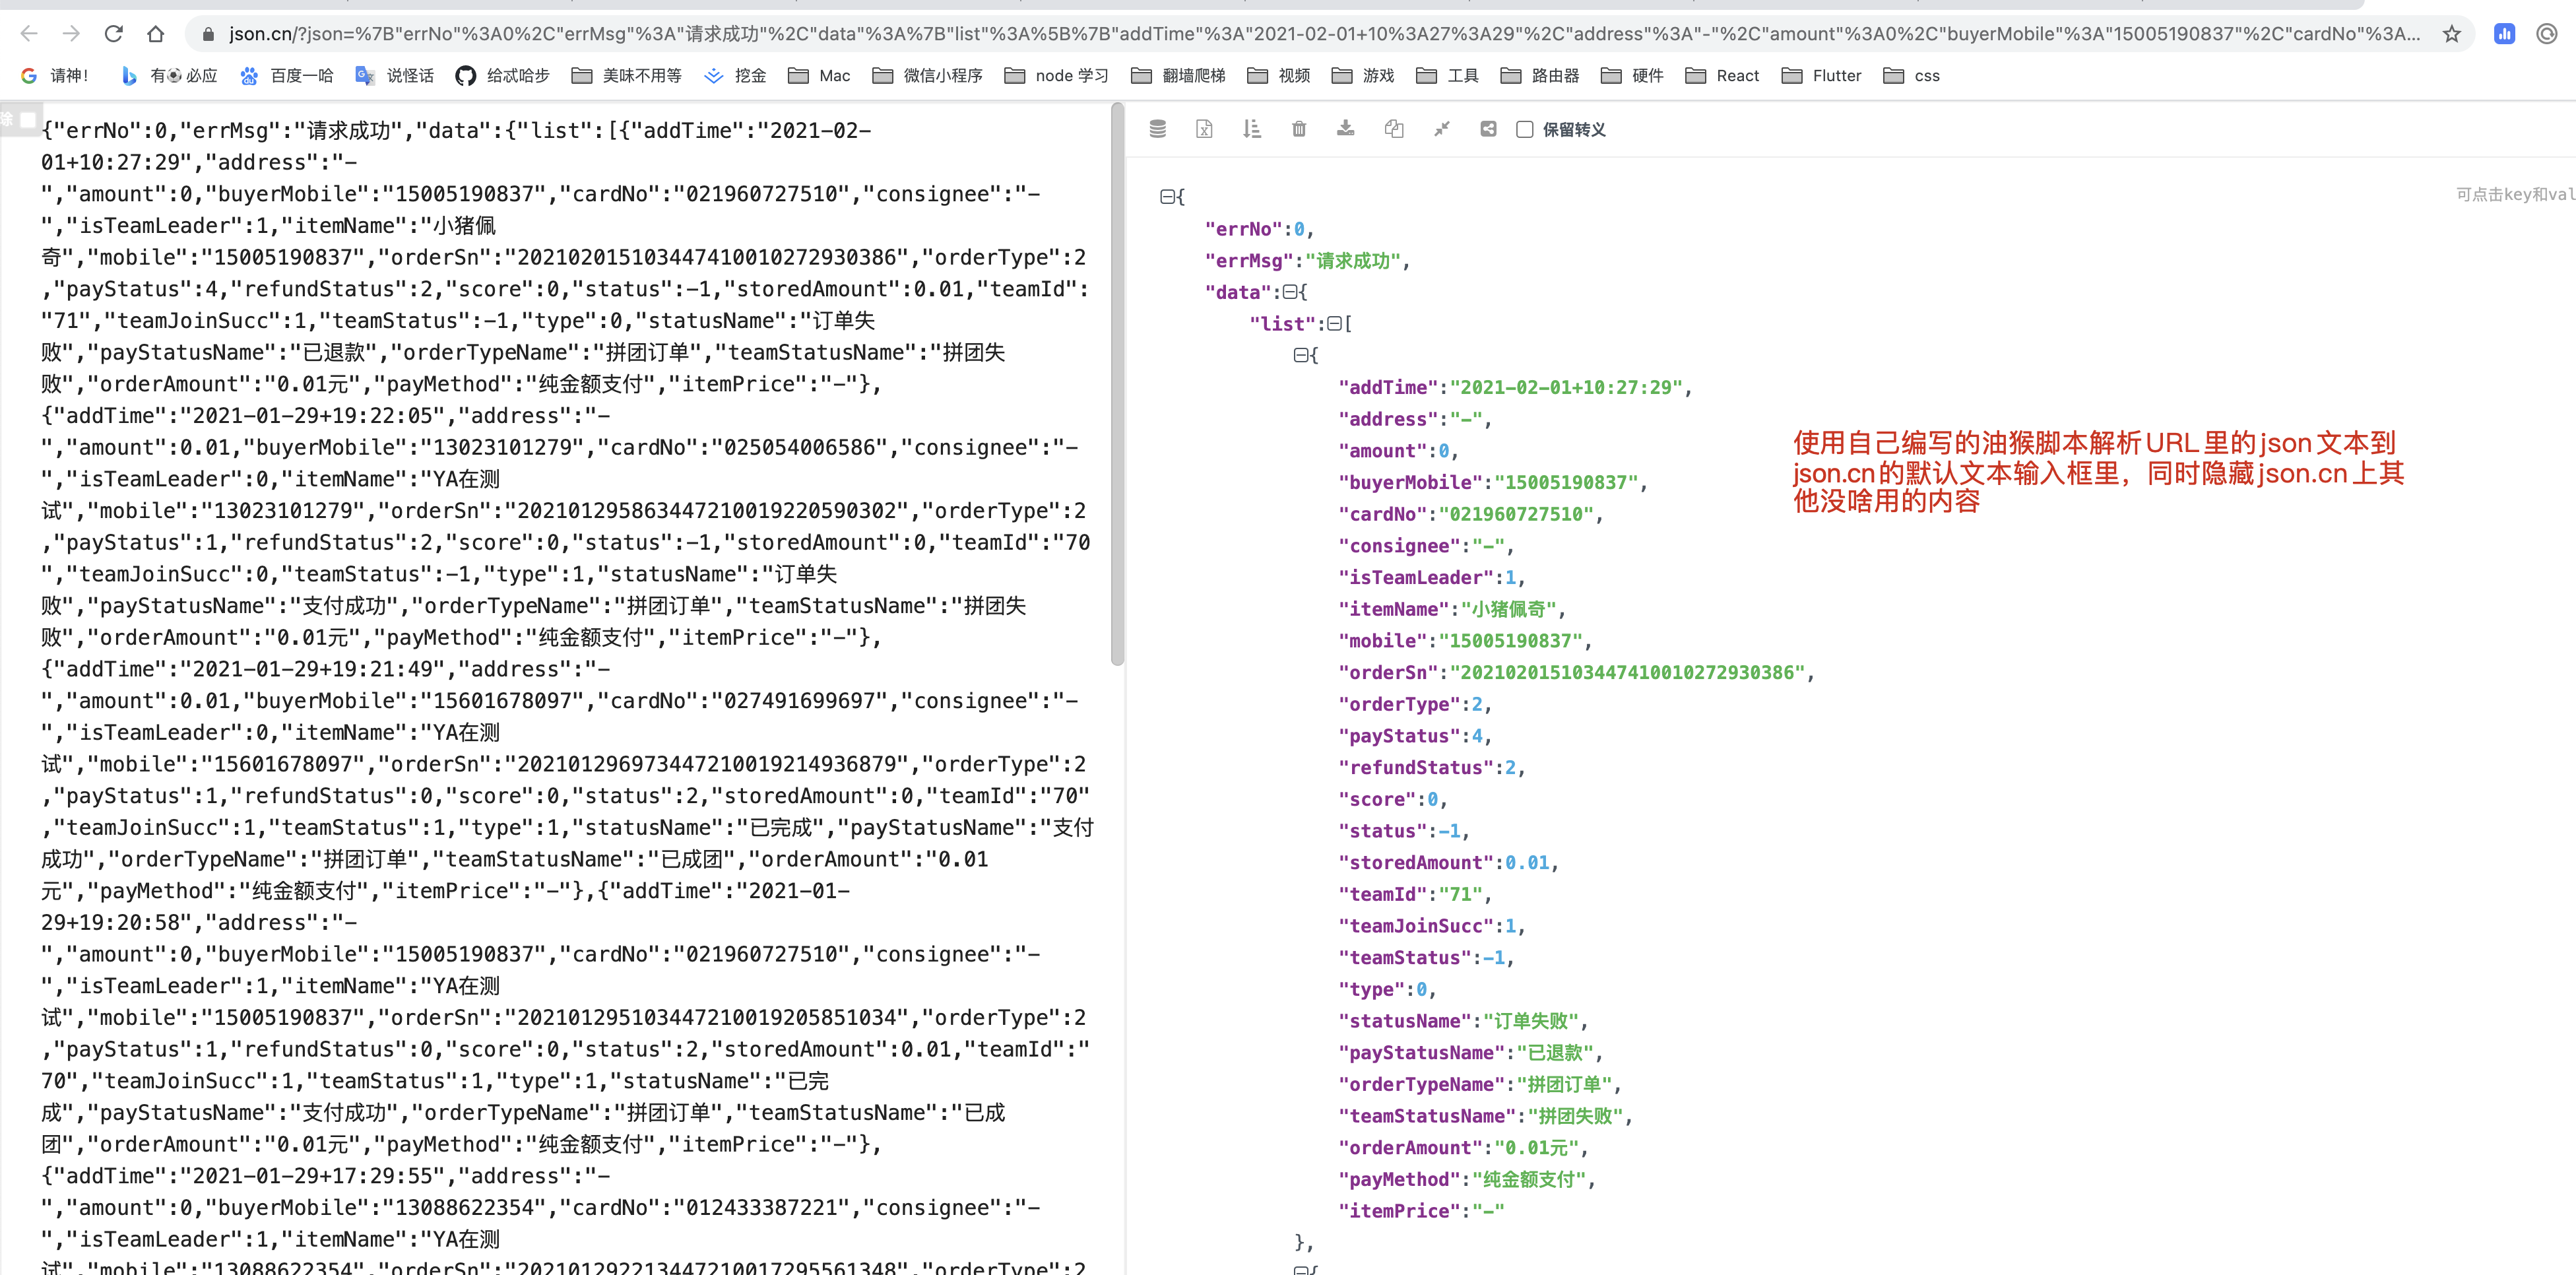 json.cn/?json=%7B"errNo"%3A0%2C"errMsg"%3A"请求成功"%2C"data"%3A%7B"list"%3A%5B%7B"addTime"%3A"2021-02-01+10%3A27%3A29"%2C"address"%3A"-"%2C"amount"%3A0%2C"buyerMobile"%3A"15005190837"%2C"cardNo"%3A...
请神! 有⚽必应 百度一哈 说怪话 给忒哈步 美味不用等 挖金 Mac 微信小程序 node 学习 翻墙爬梯 视频 游戏 工具 路由器 硬件 React Flutter css
除
{"errNo":0,"errMsg":"请求成功","data":{"list":[{"addTime":"2021-02-
01+10:27:29","address":"-
","amount":0,"buyerMobile":"15005190837","cardNo":"021960727510","consignee":"-
","isTeamLeader":1,"itemName":"小猪佩
奇","mobile":"15005190837","orderSn":"2021020151034474100102729​30386","orderType":2
,"payStatus":4,"refundStatus":2,"score":0,"status":-1,"storedAmount":0.01,"teamId":
"71","teamJoinSucc":1,"teamStatus":-1,"type":0,"statusName":"订单失
败","payStatusName":"已退款","orderTypeName":"拼团订单","teamStatusName":"拼团失
败","orderAmount":"0.01元","payMethod":"纯金额支付","itemPrice":"-"},
{"addTime":"2021-01-29+19:22:05","address":"-
","amount":0.01,"buyerMobile":"13023101279","cardNo":"025054006586","consignee":"-
","isTeamLeader":0,"itemName":"YA在测
试","mobile":"13023101279","orderSn":"2021012958634472100192205​90302","orderType":2
,"payStatus":1,"refundStatus":2,"score":0,"status":-1,"storedAmount":0,"teamId":"70
","teamJoinSucc":0,"teamStatus":-1,"type":1,"statusName":"订单失
败","payStatusName":"支付成功","orderTypeName":"拼团订单","teamStatusName":"拼团失
败","orderAmount":"0.01元","payMethod":"纯金额支付","itemPrice":"-"},
{"addTime":"2021-01-29+19:21:49","address":"-
","amount":0.01,"buyerMobile":"15601678097","cardNo":"027491699697","consignee":"-
","isTeamLeader":0,"itemName":"YA在测
试","mobile":"15601678097","orderSn":"2021012969734472100192149​36879","orderType":2
,"payStatus":1,"refundStatus":0,"score":0,"status":2,"storedAmount":0,"teamId":"70"
,"teamJoinSucc":1,"teamStatus":1,"type":1,"statusName":"已完成","payStatusName":"支付
成功","orderTypeName":"拼团订单","teamStatusName":"已成团","orderAmount":"0.01
元","payMethod":"纯金额支付","itemPrice":"-"},{"addTime":"2021-01-
29+19:20:58","address":"-
","amount":0,"buyerMobile":"15005190837","cardNo":"021960727510","consignee":"-
","isTeamLeader":1,"itemName":"YA在测
试","mobile":"15005190837","orderSn":"2021012951034472100192058​51034","orderType":2
,"payStatus":1,"refundStatus":0,"score":0,"status":2,"storedAmount":0.01,"teamId":"
70","teamJoinSucc":1,"teamStatus":1,"type":1,"statusName":"已完
成","payStatusName":"支付成功","orderTypeName":"拼团订单","teamStatusName":"已成
团","orderAmount":"0.01元","payMethod":"纯金额支付","itemPrice":"-"},
{"addTime":"2021-01-29+17:29:55","address":"-
","amount":0,"buyerMobile":"13088622354","cardNo":"012433387221","consignee":"-
","isTeamLeader":1,"itemName":"YA在测
试","mobile":"13088622354","orderSn":"2021012922134472100172955​61348","orderType":2
保留转义
可点击key和val
{
"errNo":0,
"errMsg":"请求成功",
"data":{
"list":[
{
"addTime":"2021-02-01+10:27:29",
"address":"-",
"amount":0,
"buyerMobile":"15005190837",
"cardNo":"021960727510",
"consignee":"-",
"isTeamLeader":1,
"itemName":"小猪佩奇",
"mobile":"15005190837",
"orderSn":"2021020151034474100102729​30386",
"orderType":2,
"payStatus":4,
"refundStatus":2,
"score":0,
"status":-1,
"storedAmount":0.01,
"teamId":"71",
"teamJoinSucc":1,
"teamStatus":-1,
"type":0,
"statusName":"订单失败",
"payStatusName":"已退款",
"orderTypeName":"拼团订单",
"teamStatusName":"拼团失败",
"orderAmount":"0.01元",
"payMethod":"纯金额支付",
"itemPrice":"-"
},
{
使用自己编写的油猴脚本解析URL里的json文本到
json.cn的默认文本输入框里，同时隐藏json.cn上其
他没啥用的内容